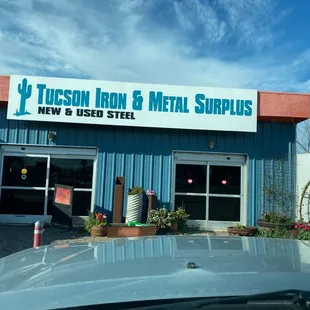 Tucson Iron & Metal Surplus
NEW & USED STEEL